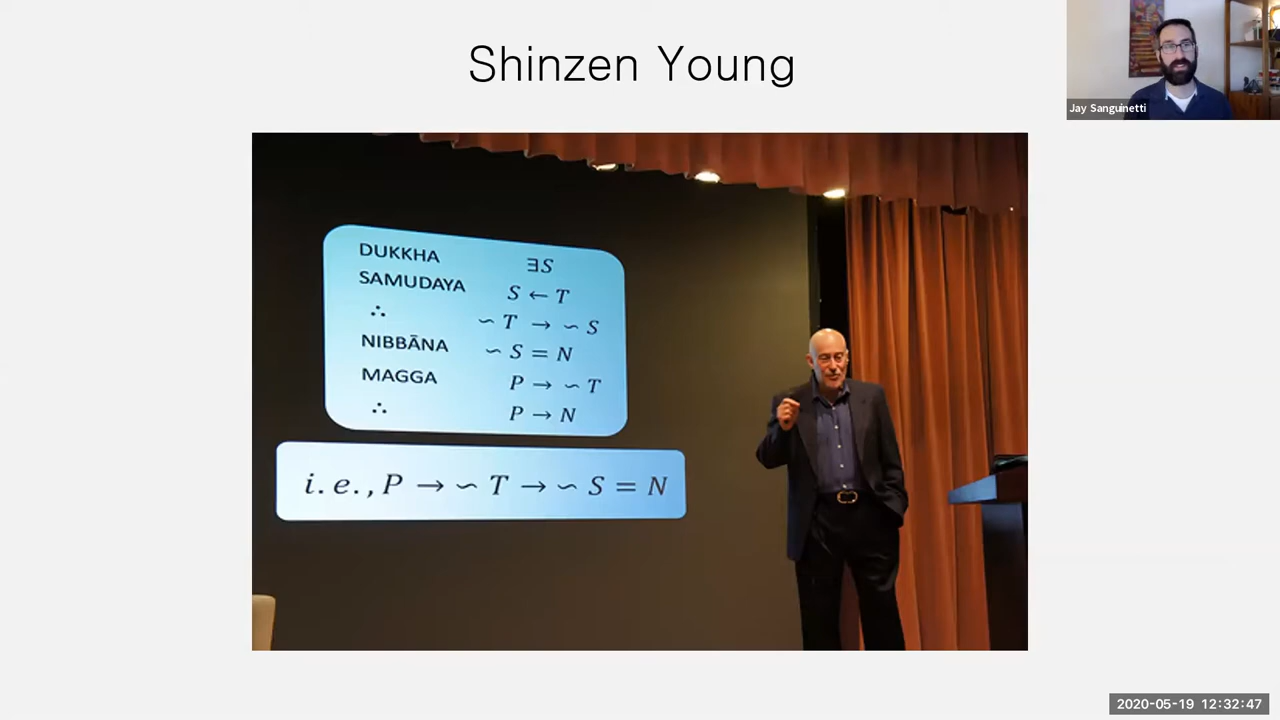 Shinzen Young
Jay Sanguinetti
DUKKHA ∃S
SAMUDAYA S ← T
∴ ∽ T → ∽ S
NIBBĀNA ∽ S = N
MAGGA P → ∽ T
∴ P → N
i.e., P → ∽ T → ∽ S = N
2020-05-19 12:32:47